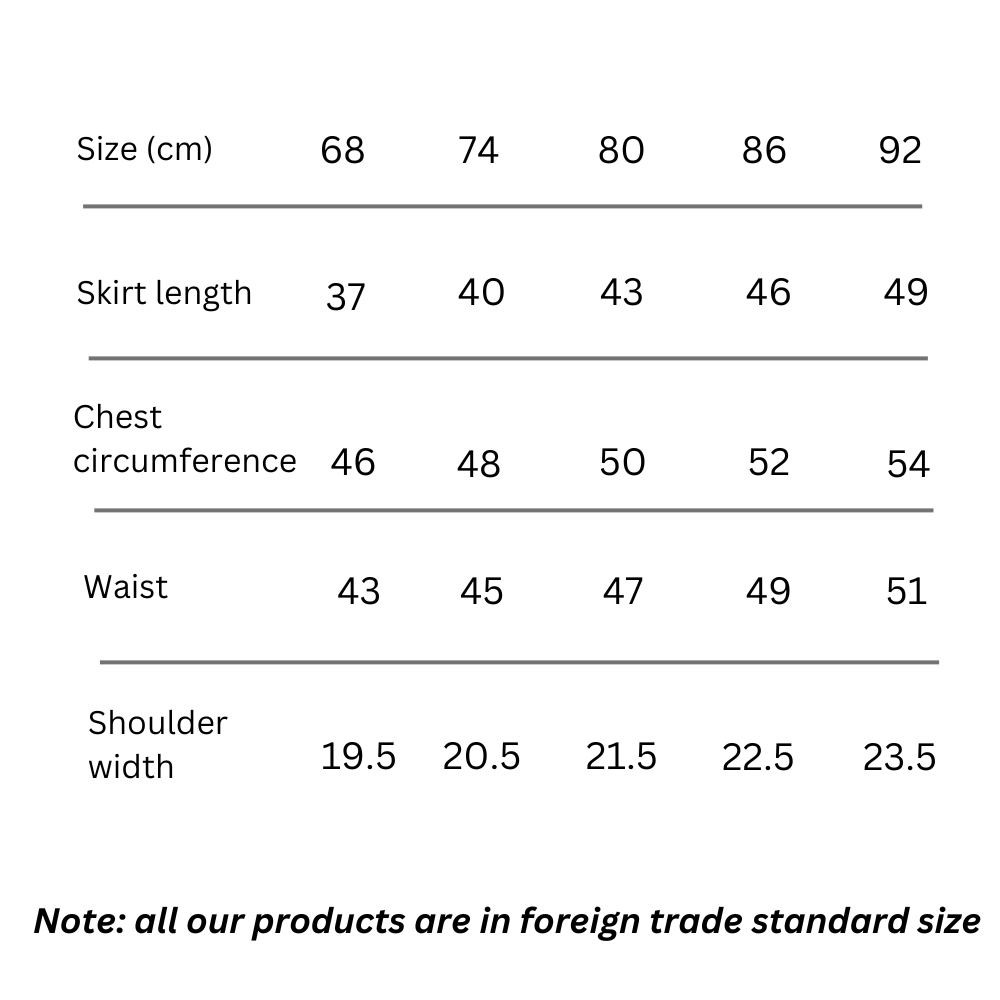 Size (cm) 68 74 80 86 92
Skirt length 37 40 43 46 49
Chest
circumference 46 48 50 52 54
Waist 43 45 47 49 51
Shoulder
width 19.5 20.5 21.5 22.5 23.5
Note: all our products are in foreign trade standard size